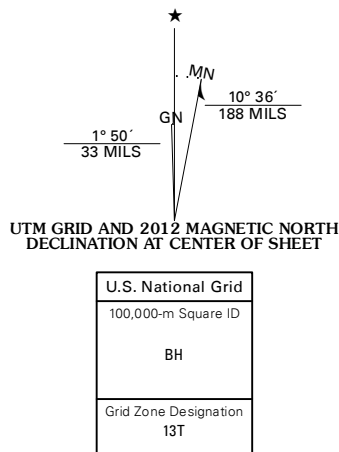 ★
MN
10° 36´
188 MILS
GN
1° 50´
33 MILS
UTM GRID AND 2012 MAGNETIC NORTH
DECLINATION AT CENTER OF SHEET
U.S. National Grid
100,000-m Square ID
BH
Grid Zone Designation
13T